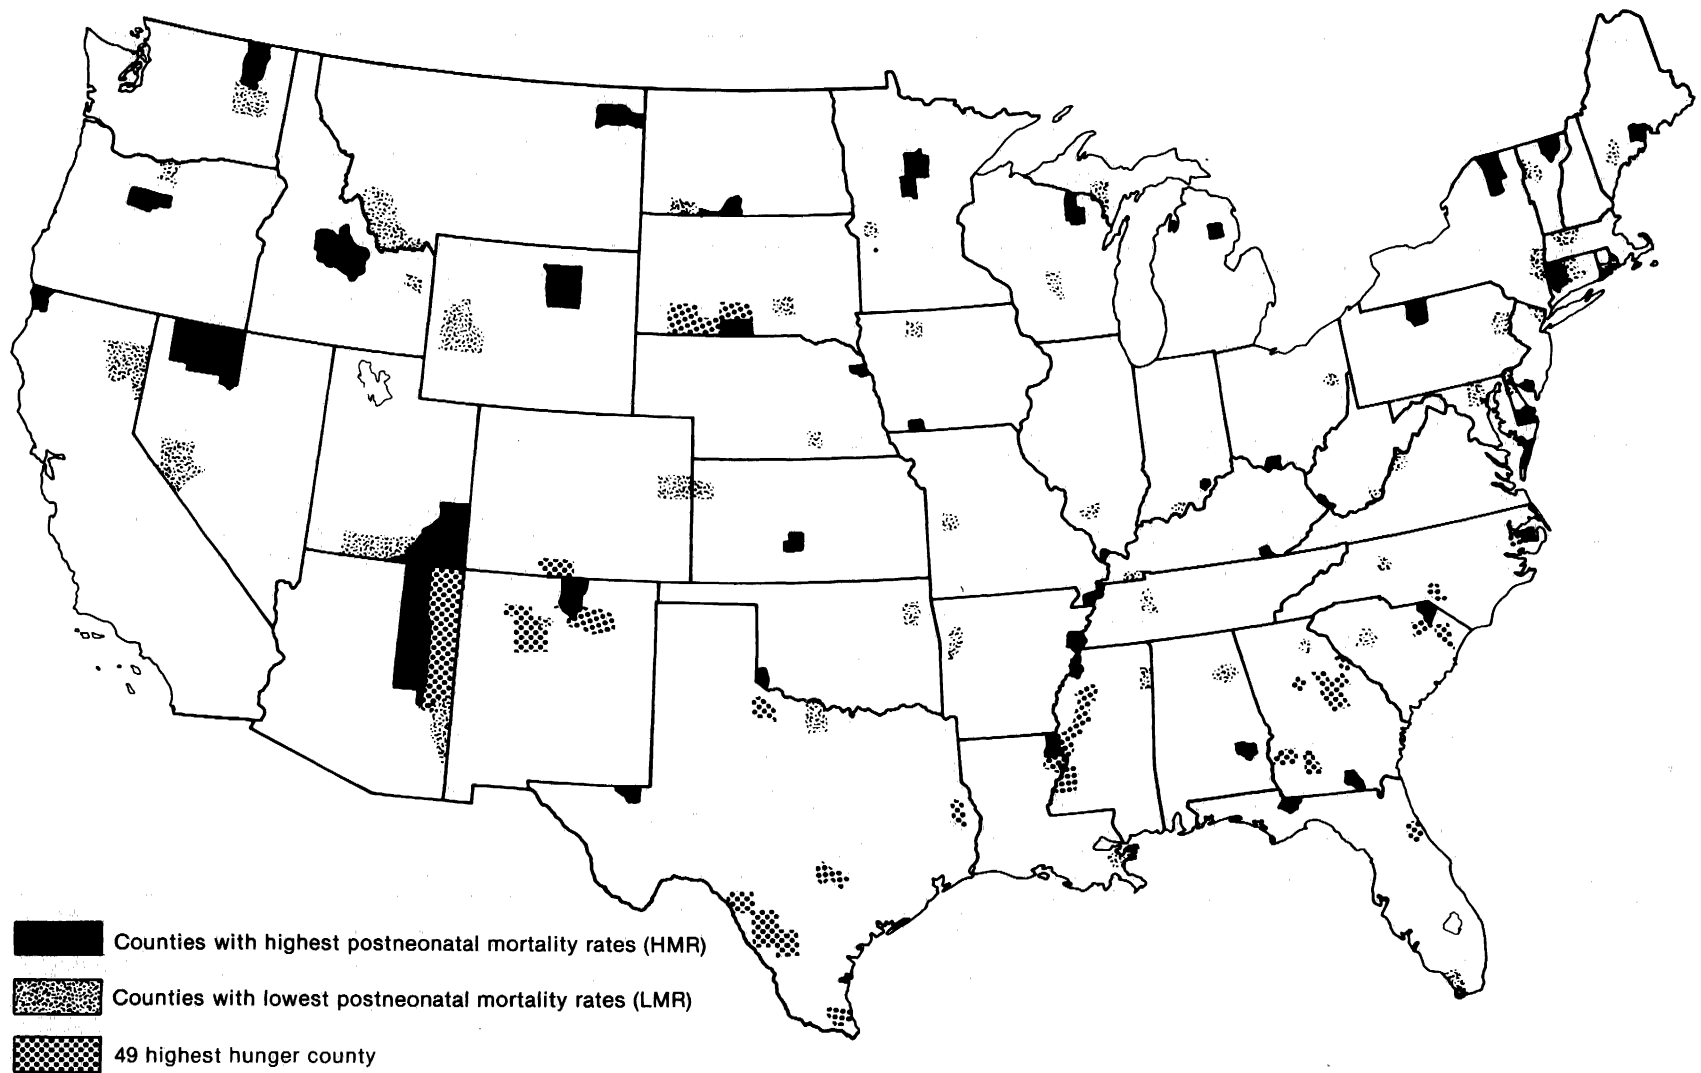 Counties with highest postneonatal mortality rates (HMR)
Counties with lowest postneonatal mortality rates (LMR)
49 highest hunger county